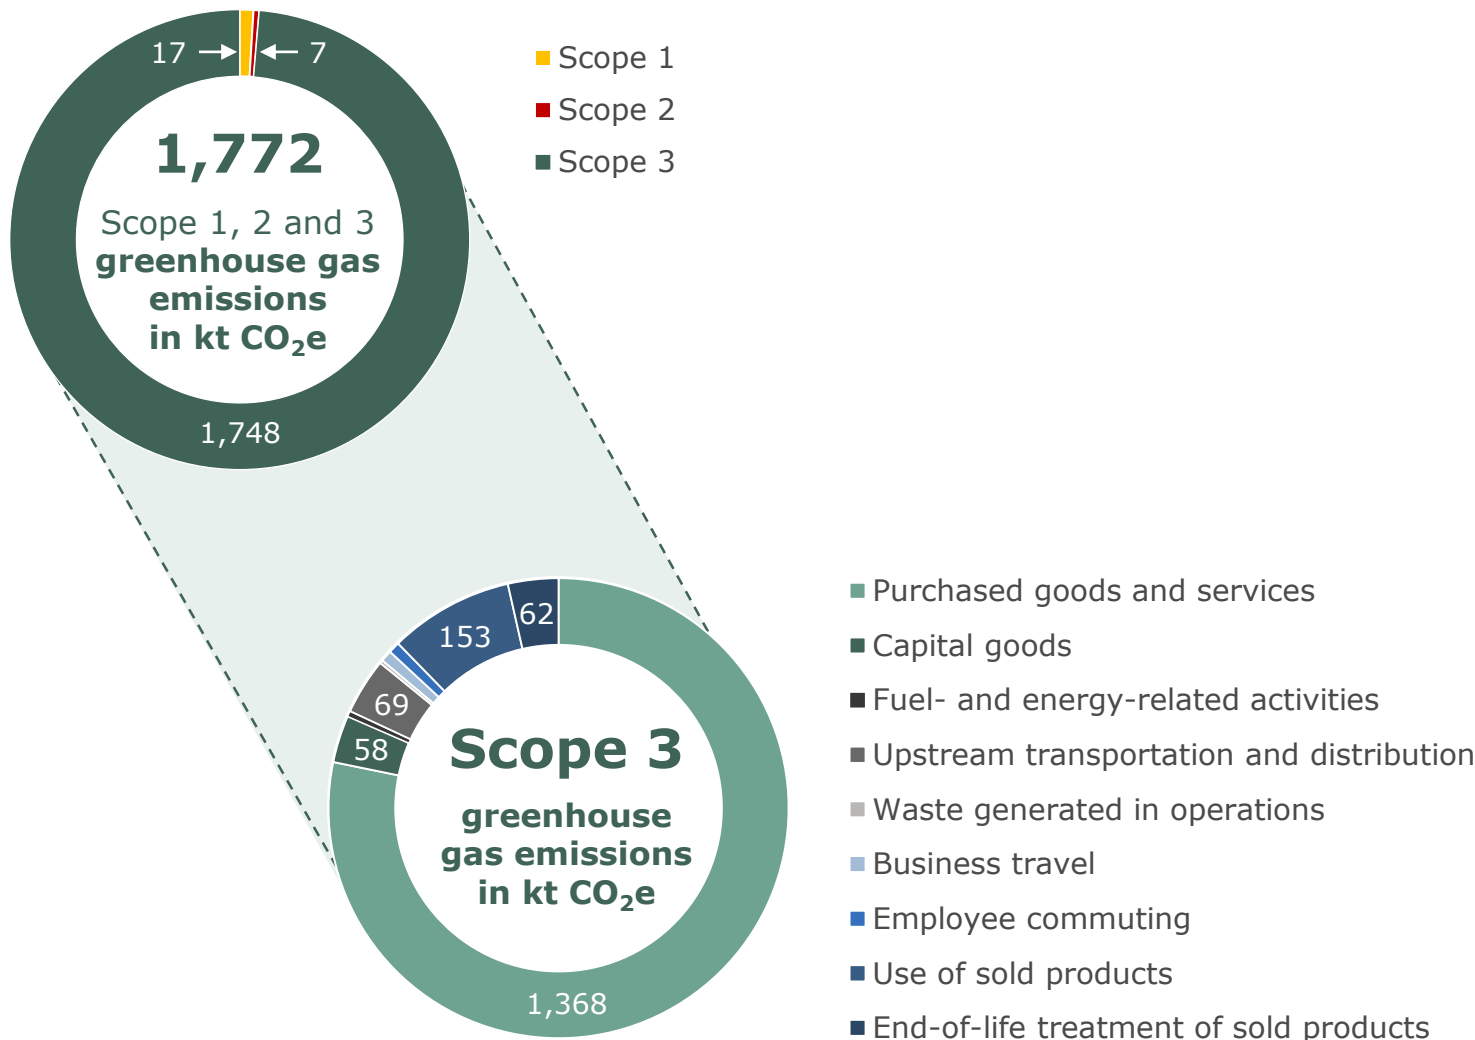 17
7
1,772
Scope 1, 2 and 3
greenhouse gas
emissions
in kt CO₂e
1,748
Scope 1
Scope 2
Scope 3
62
153
69
58
Scope 3
greenhouse
gas emissions
in kt CO₂e
1,368
Purchased goods and services
Capital goods
Fuel- and energy-related activities
Upstream transportation and distribution
Waste generated in operations
Business travel
Employee commuting
Use of sold products
End-of-life treatment of sold products